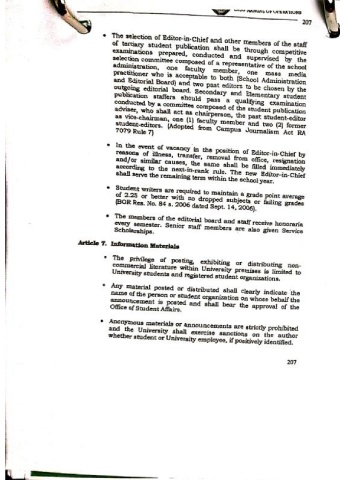 MANUAL OF OPERATIONS
207
• The selection of Editor-in-Chief and other members of the staff
of tertiary student publication shall be through competitive
examinations prepared, conducted and supervised by the
selection committee composed of a representative of the school
administration, one faculty member, one mass media
practitioner who is acceptable to both (School Administration
and Editorial Board) and two past editors to be chosen by the
outgoing editorial board. Secondary and Elementary student
publication staffers should pass a qualifying examination
conducted by a committee composed of the student publication
adviser, who shall act as chairperson, the past student-editor
as vice-chairman, one (1) faculty member and two (2) former
student-editors. (Adopted from Campus Journalism Act RA
7079 Rule 7)
• In the event of vacancy in the position of Editor-in-Chief by
reasons of illness, transfer, removal from office, resignation
and/or similar causes, the same shall be filled immediately
according to the next-in-rank rule. The new Editor-in-Chief
shall serve the remaining term within the school year.
• Student writers are required to maintain a grade point average
of 2.25 or better with no dropped subjects or failing grades
(BOR Res. No. 84 s. 2006 dated Sept. 14, 2006).
• The members of the editorial board and staff receive honoraria
every semester. Senior staff members are also given Service
Scholarships.
Article 7. Information Materials
• The privilege of posting, exhibiting or distributing non-
commercial literature within University premises is limited to
University students and registered student organizations.
• Any material posted or distributed shall clearly indicate the
name of the person or student organization on whose behalf the
announcement is posted and shall bear the approval of the
Office of Student Affairs.
• Anonymous materials or announcements are strictly prohibited
and the University shall exercise sanctions on the author
whether student or University employee, if positively identified.
207